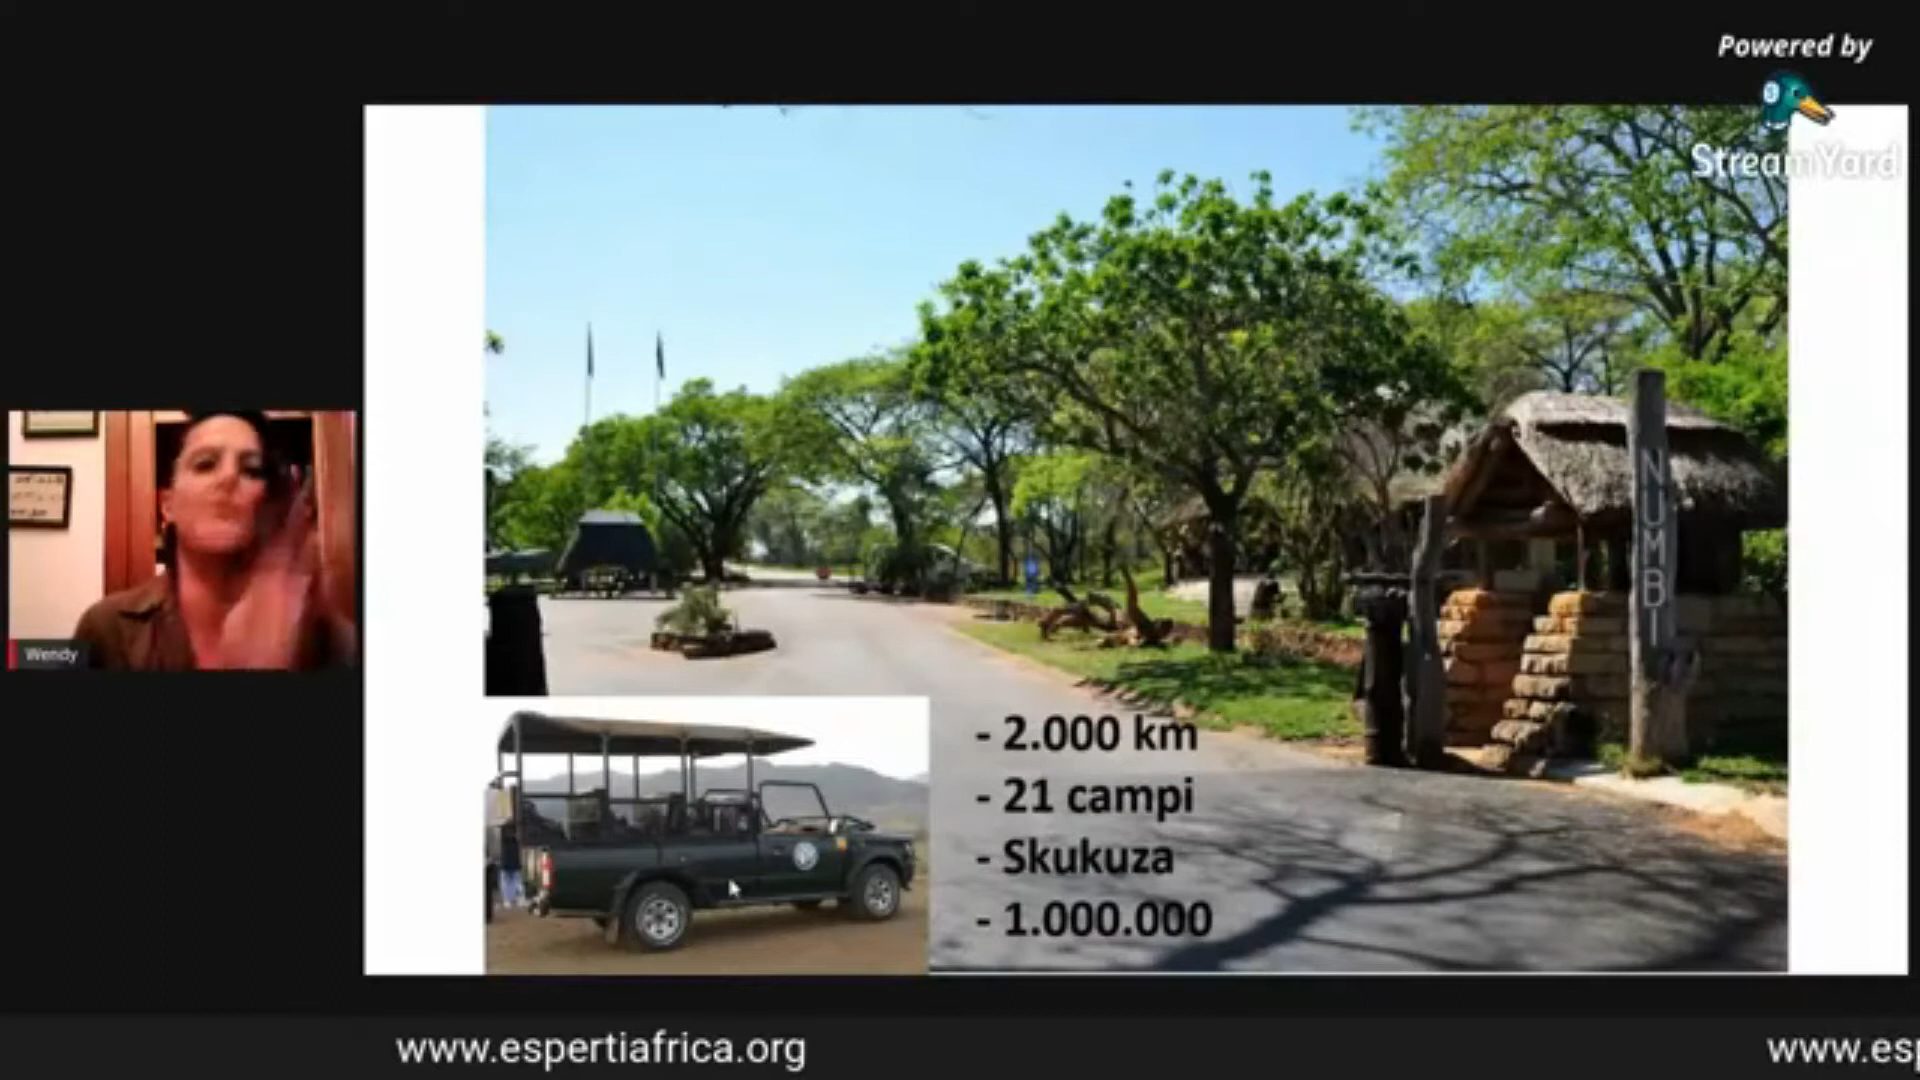 Powered by
StreamYard
NUMBI
Wendy
- 2.000 km
- 21 campi
- Skukuza
- 1.000.000
www.espertiafrica.org
www.esp